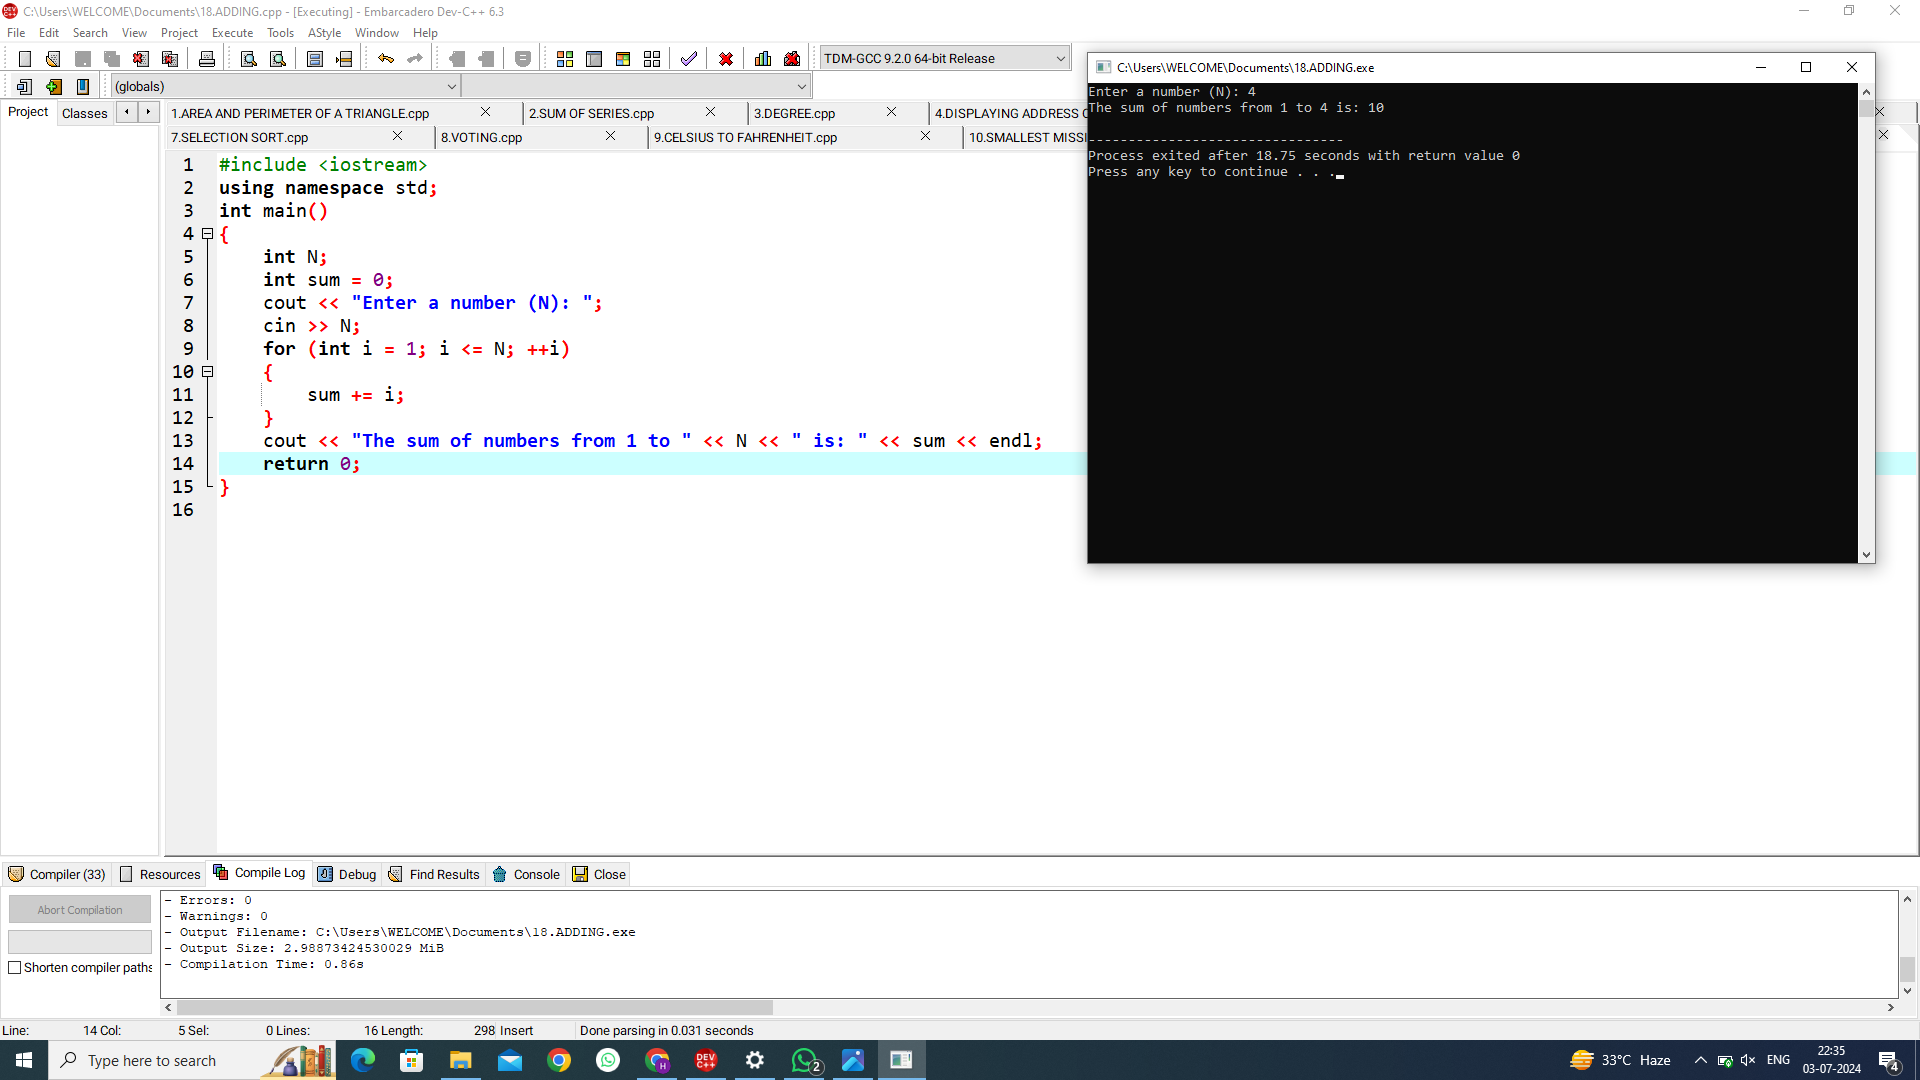 C:\Users\WELCOME\Documents\18.ADDING.cpp - [Executing] - Embarcadero Dev-C++ 6.3
File Edit Search View Project Execute Tools AStyle Window Help
TDM-GCC 9.2.0 64-bit Release
(globals)
Project Classes
1.AREA AND PERIMETER OF A TRIANGLE.cpp 2.SUM OF SERIES.cpp 3.DEGREE.cpp 4.DISPLAYING ADDRESS
7.SELECTION SORT.cpp 8.VOTING.cpp 9.CELSIUS TO FAHRENHEIT.cpp 10.SMALLEST MISSI
1 #include <iostream>
2 using namespace std;
3 int main()
4 {
5 int N;
6 int sum = 0;
7 cout << "Enter a number (N): ";
8 cin >> N;
9 for (int i = 1; i <= N; ++i)
10 {
11 sum += i;
12 }
13 cout << "The sum of numbers from 1 to " << N << " is: " << sum << endl;
14 return 0;
15 }
16
C:\Users\WELCOME\Documents\18.ADDING.exe
Enter a number (N): 4
The sum of numbers from 1 to 4 is: 10
--------------------------------
Process exited after 18.75 seconds with return value 0
Press any key to continue . . .
Compiler (33) Resources Compile Log Debug Find Results Console Close
Abort Compilation
Shorten compiler paths
- Errors: 0
- Warnings: 0
- Output Filename: C:\Users\WELCOME\Documents\18.ADDING.exe
- Output Size: 2.98873424530029 MiB
- Compilation Time: 0.86s
Line: 14 Col: 5 Sel: 0 Lines: 16 Length: 298 Insert Done parsing in 0.031 seconds
Type here to search
DEV C++
H
2
33°C Haze
ENG
22:35
03-07-2024
4